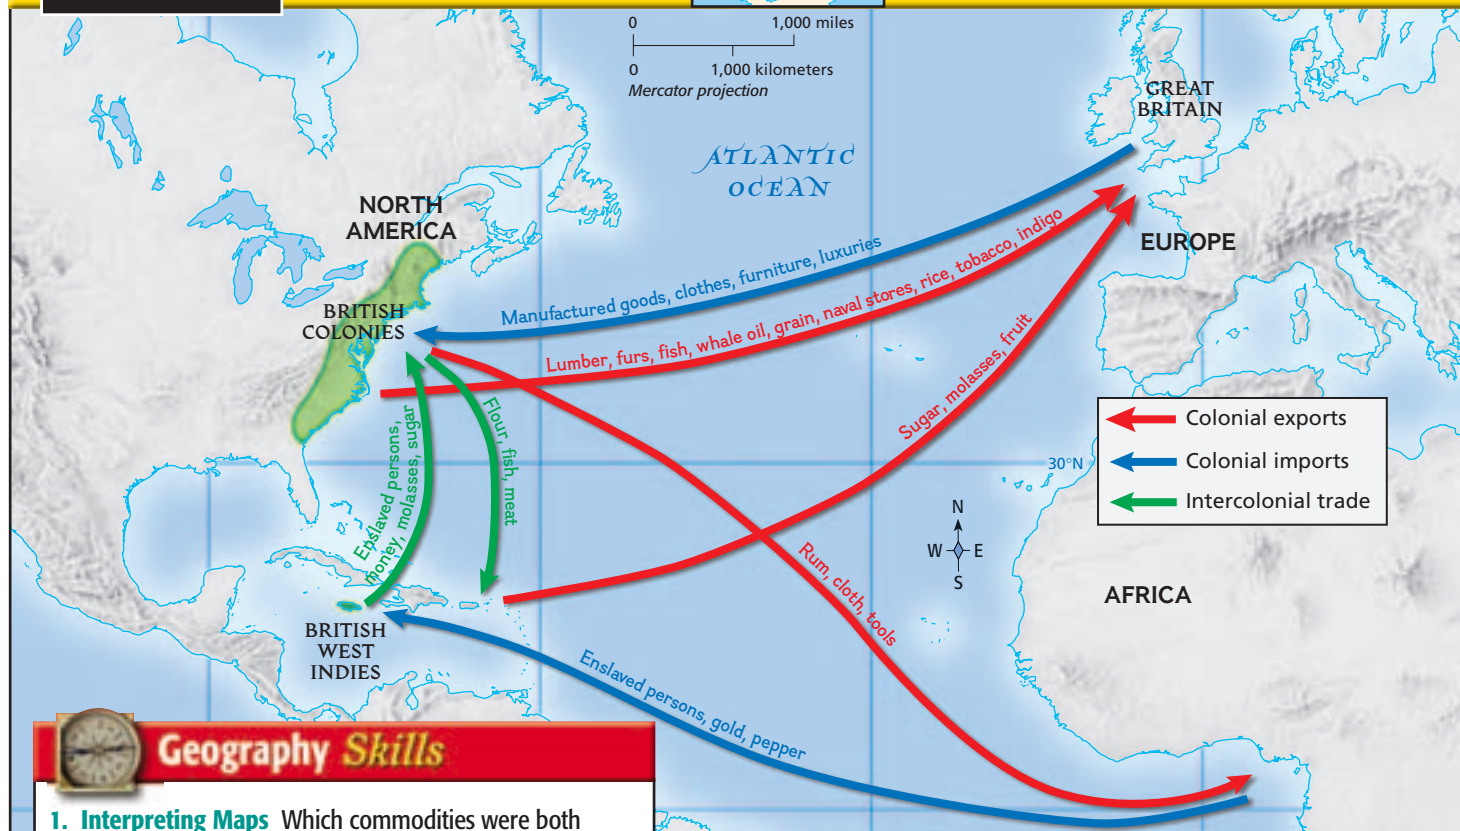 0 1,000 miles
0 1,000 kilometers
Mercator projection
GREAT
BRITAIN
ATLANTIC
OCEAN
NORTH
AMERICA
EUROPE
BRITISH
COLONIES
Manufactured goods, clothes, furniture, luxuries
Lumber, furs, fish, whale oil, grain, naval stores, rice, tobacco, indigo
Sugar, molasses, fruit
Flour, fish, meat
Enslaved persons,
money, molasses, sugar
Colonial exports
Colonial imports
Intercolonial trade
30°N
N
W E
S
Rum, cloth, tools
AFRICA
BRITISH
WEST
INDIES
Enslaved persons, gold, pepper
Geography Skills
1. Interpreting Maps Which commodities were both